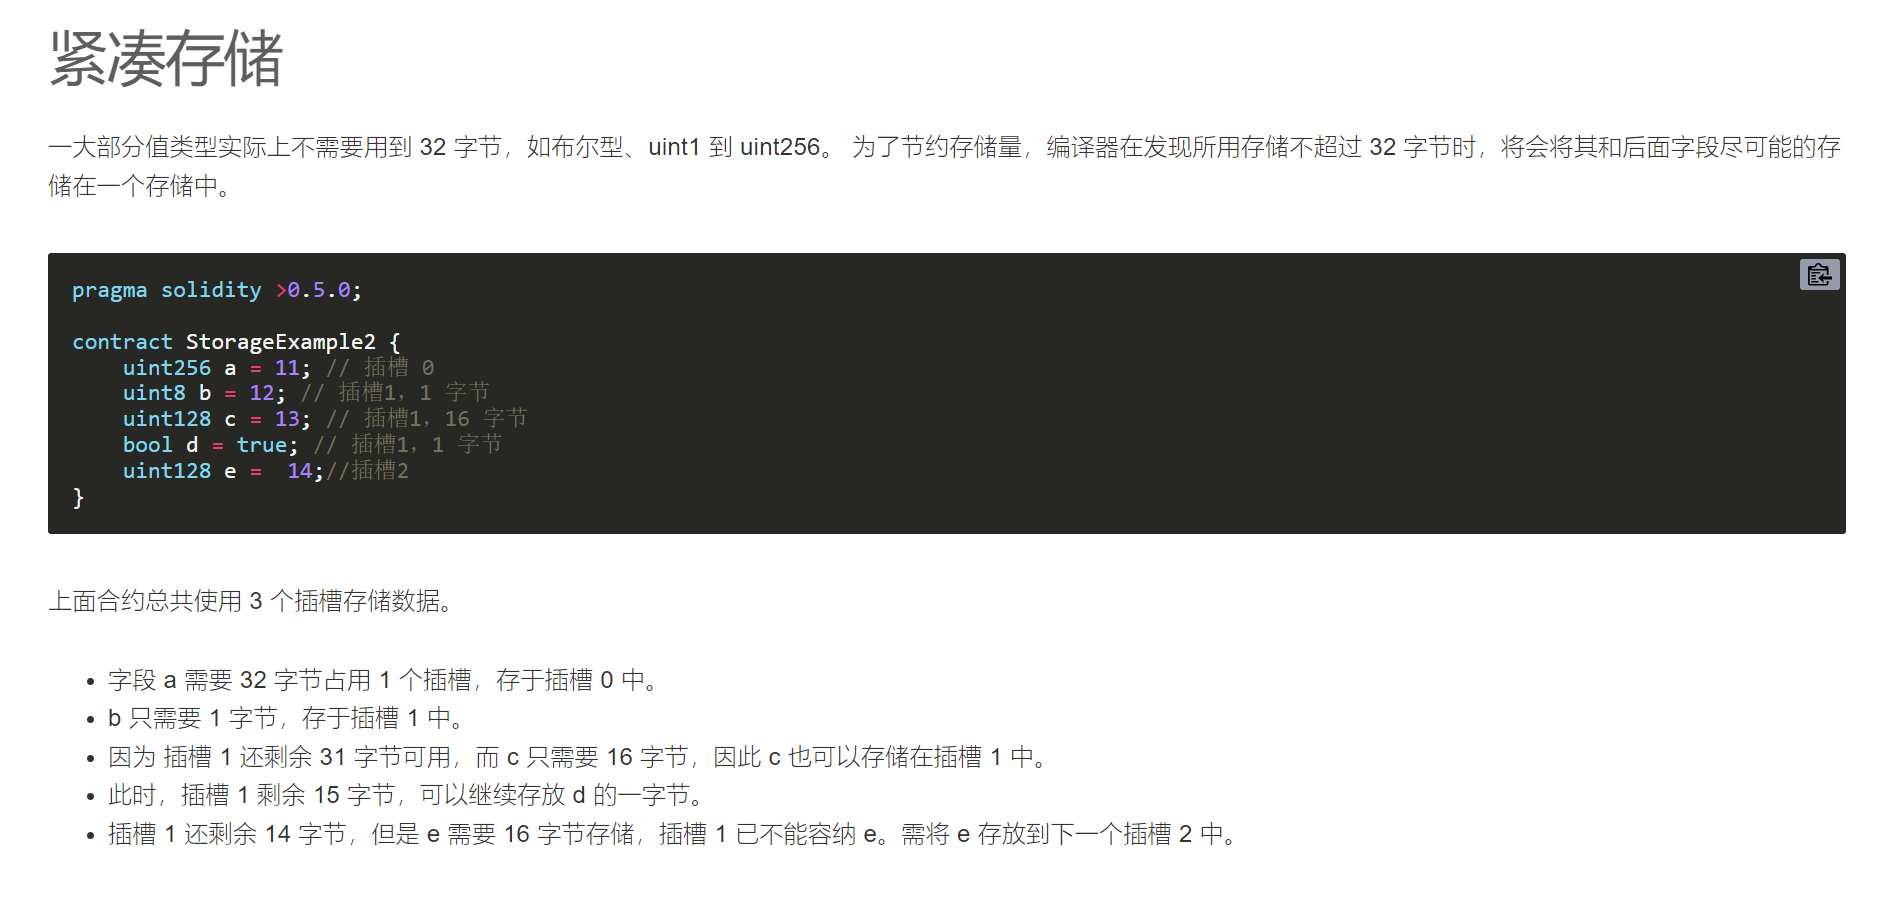 紧凑存储
一大部分值类型实际上不需要用到 32 字节，如布尔型、uint1 到 uint256。 为了节约存储量，编译器在发现所用存储不超过 32 字节时，将会将其和后面字段尽可能的存
储在一个存储中。
pragma solidity >0.5.0;
contract StorageExample2 {
    uint256 a = 11; // 插槽 0
    uint8 b = 12; // 插槽1，1 字节
    uint128 c = 13; // 插槽1，16 字节
    bool d = true; // 插槽1，1 字节
    uint128 e =  14;//插槽2
}
上面合约总共使用 3 个插槽存储数据。
• 字段 a 需要 32 字节占用 1 个插槽，存于插槽 0 中。
• b 只需要 1 字节，存于插槽 1 中。
• 因为 插槽 1 还剩余 31 字节可用，而 c 只需要 16 字节，因此 c 也可以存储在插槽 1 中。
• 此时，插槽 1 剩余 15 字节，可以继续存放 d 的一字节。
• 插槽 1 还剩余 14 字节，但是 e 需要 16 字节存储，插槽 1 已不能容纳 e。需将 e 存放到下一个插槽 2 中。